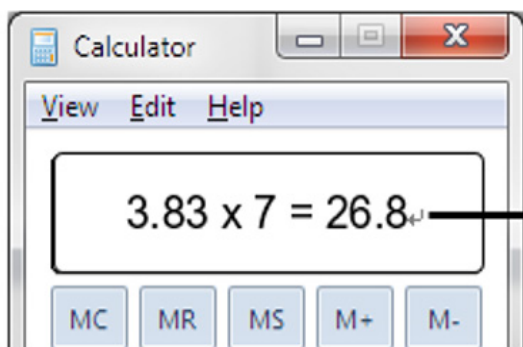 Calculator
View Edit Help
3.83 x 7 = 26.8
MC MR MS M+ M-